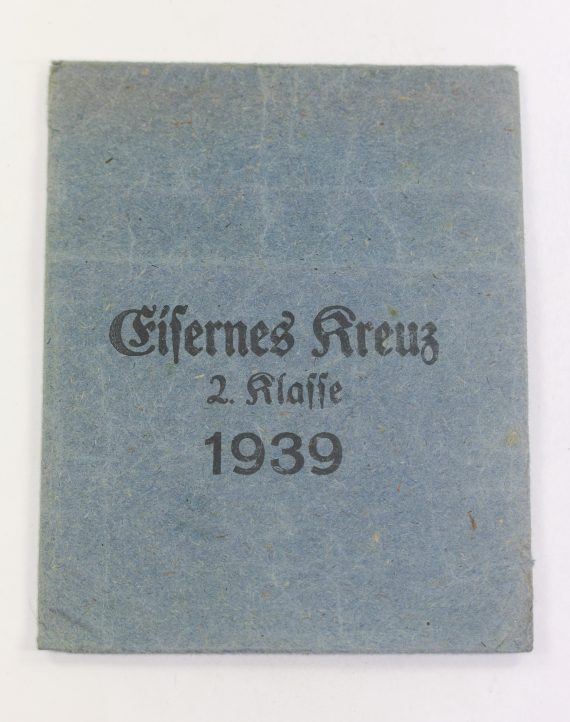 Eisernes Kreuz
2. Klasse
1939